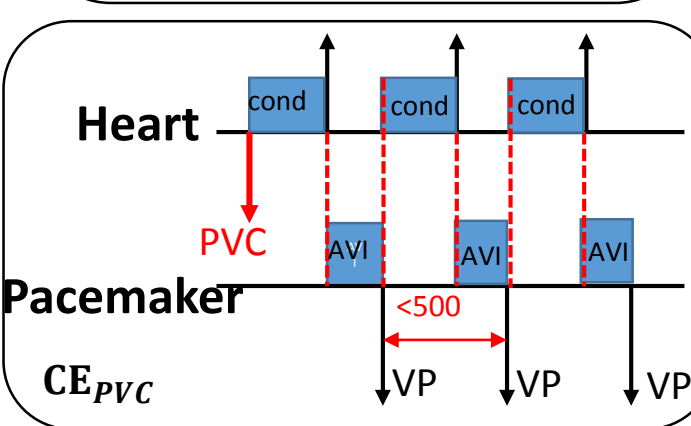 cond cond cond
Heart
PVC
AVI AVI AVI
Pacemaker
<500
CE_PVC
VP VP VP